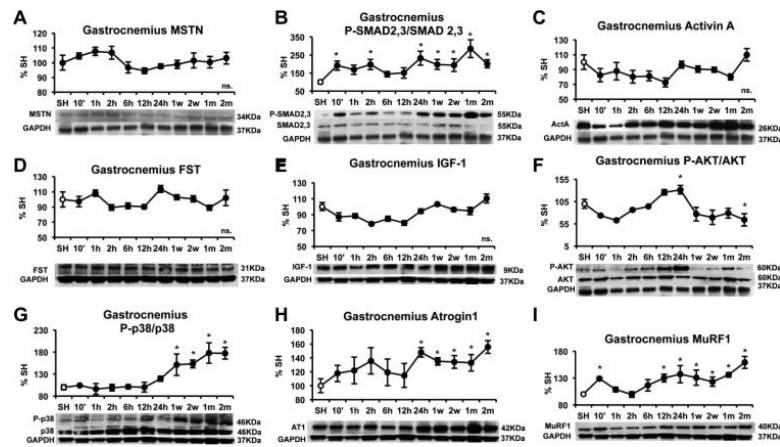 A
Gastrocnemius MSTN
% SH
120
110
100
90
80
ns.
SH 10' 1h 2h 6h 12h 24h 1w 2w 1m 2m
MSTN 34KDa
GAPDH 37KDa
B
Gastrocnemius
P-SMAD2,3/SMAD 2,3
% SH
350
250
150
50
* * * * * * *
SH 10' 1h 2h 6h 12h 24h 1w 2w 1m 2m
P-SMAD2,3 55KDa
SMAD2,3 55KDa
GAPDH 37KDa
C
Gastrocnemius Activin A
% SH
130
110
90
70
50
ns.
SH 10' 1h 2h 6h 12h 24h 1w 2w 1m 2m
ActA 26KDa
GAPDH 37KDa
D
Gastrocnemius FST
% SH
150
130
110
90
70
50
ns.
SH 10' 1h 2h 6h 12h 24h 1w 2w 1m 2m
FST 31KDa
GAPDH 37KDa
E
Gastrocnemius IGF-1
% SH
150
130
110
90
70
50
ns.
SH 10' 1h 2h 6h 12h 24h 1w 2w 1m 2m
IGF-1 9KDa
GAPDH 37KDa
F
Gastrocnemius P-AKT/AKT
% SH
155
105
55
5
* *
SH 10' 1h 2h 6h 12h 24h 1w 2w 1m 2m
P-AKT 60KDa
AKT 60KDa
GAPDH 37KDa
G
Gastrocnemius
P-p38/p38
% SH
300
200
100
* * * *
SH 10' 1h 2h 6h 12h 24h 1w 2w 1m 2m
P-p38 46KDa
p38 46KDa
GAPDH 37KDa
H
Gastrocnemius Atrogin1
% SH
160
140
120
100
80
* * * * *
SH 10' 1h 2h 6h 12h 24h 1w 2w 1m 2m
AT1 42KDa
GAPDH 37KDa
I
Gastrocnemius MuRF1
% SH
180
130
80
* * * * * * *
SH 10' 1h 2h 6h 12h 24h 1w 2w 1m 2m
MuRF1 40KDa
GAPDH 37KDa